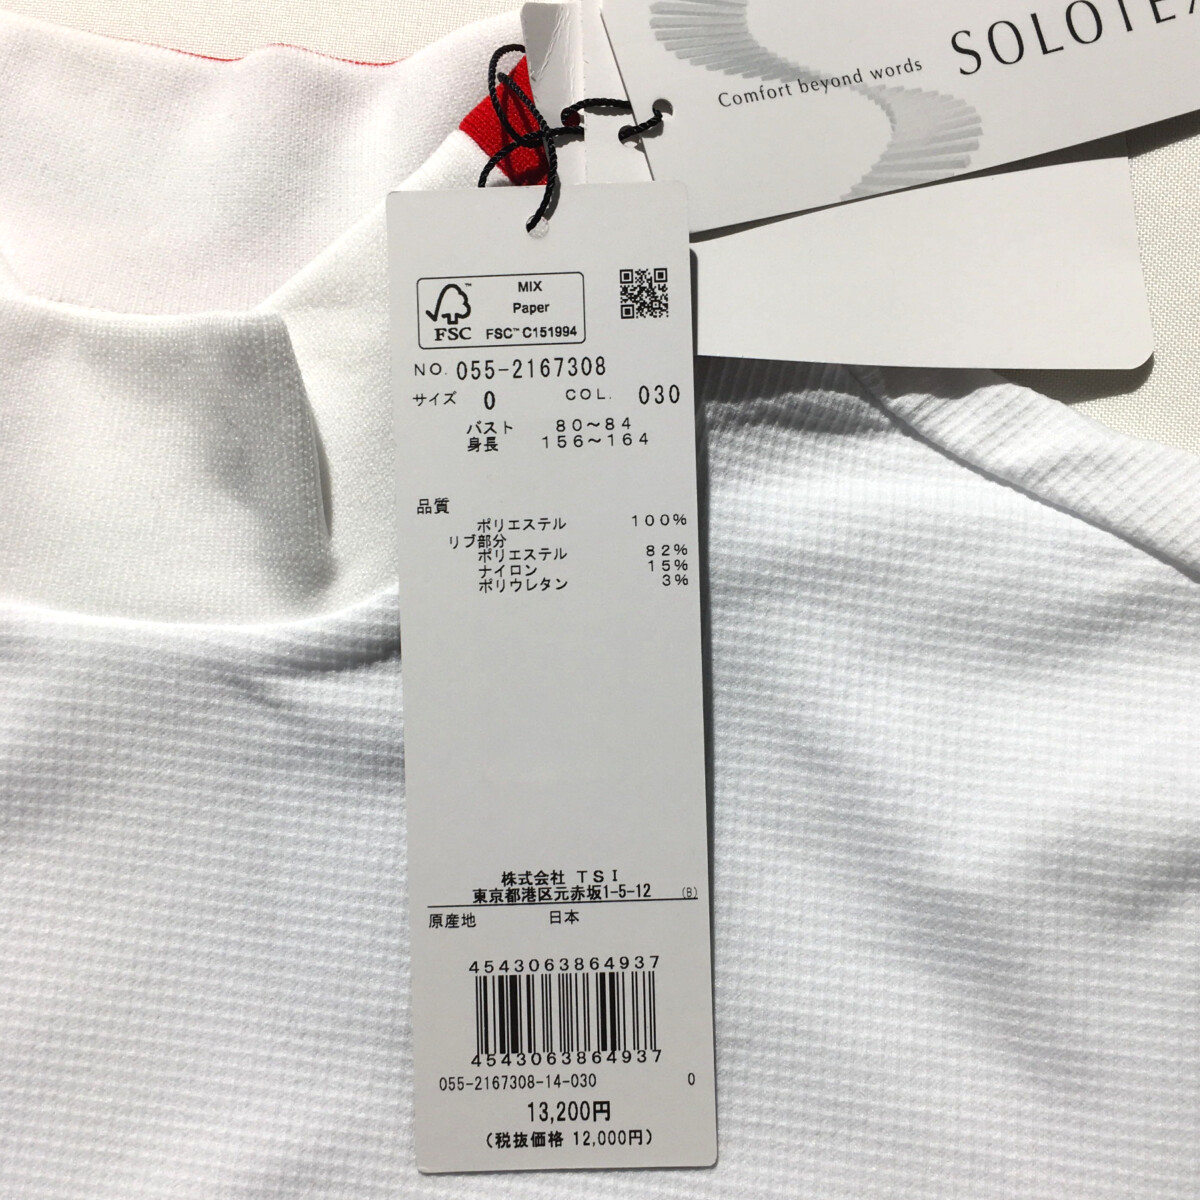 Comfort beyond words
SOLOTEX
MIX
Paper
FSC™ C151994
FSC
NO. 055-2167308
サイズ 0 COL. 030
バスト 80～84
身長 156～164
品質
ポリエステル 100%
リブ部分
ポリエステル 82%
ナイロン 15%
ポリウレタン 3%
株式会社 TSI
東京都港区元赤坂1-5-12 (B)
原産地 日本
4543063864937
4543063864937
055-2167308-14-030 0
13,200円
(税抜価格 12,000円)